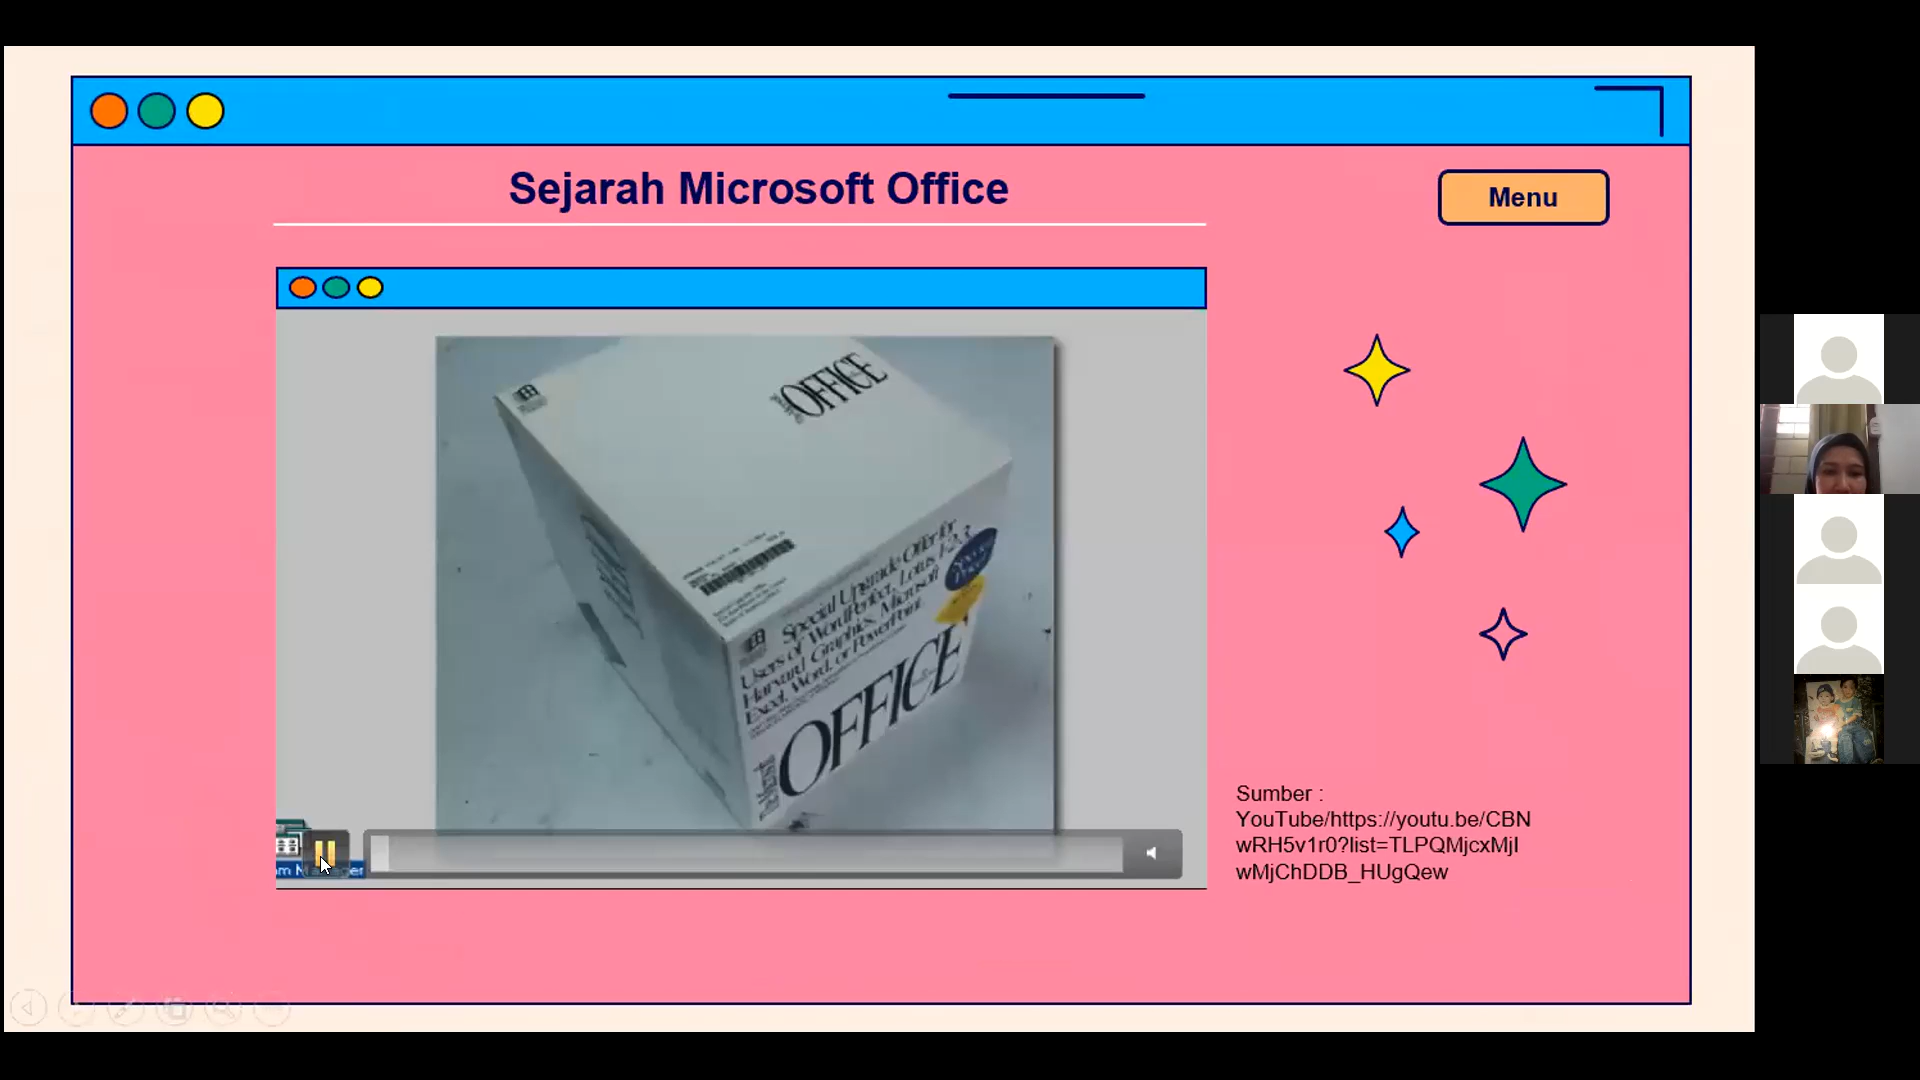 Sejarah Microsoft Office
Menu
OFFICE
Special Upgrade Offer for
Users of WordPerfect, Lotus 1-2-3,
Harvard Graphics, Microsoft
Excel, Word, or PowerPoint
OFFICE
Sumber :
YouTube/https://youtu.be/CBN
wRH5v1r0?list=TLPQMjcxMjI
wMjChDDB_HUgQew